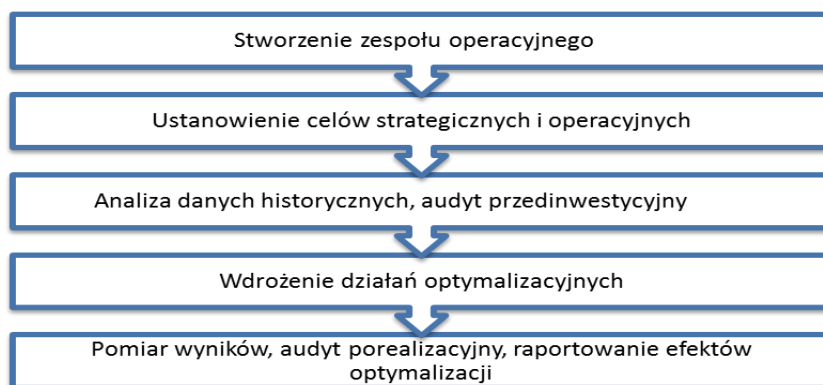 Stworzenie zespołu operacyjnego
Ustanowienie celów strategicznych i operacyjnych
Analiza danych historycznych, audyt przedinwestycyjny
Wdrożenie działań optymalizacyjnych
Pomiar wyników, audyt porealizacyjny, raportowanie efektów
optymalizacji